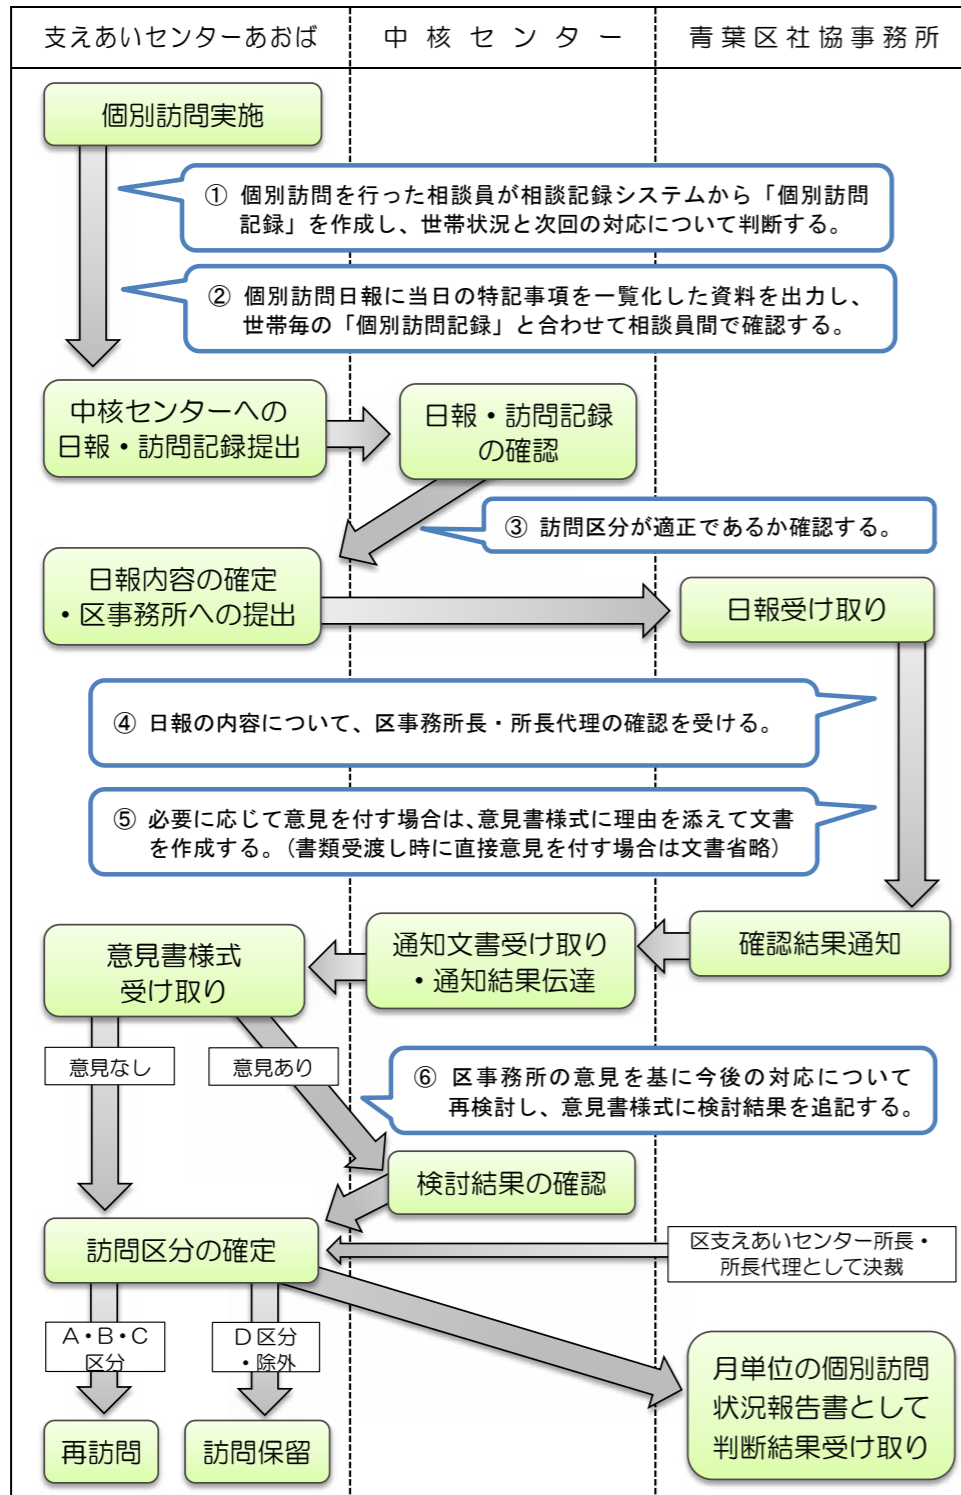 支えあいセンターあおば
中核センター
青葉区社協事務所
個別訪問実施
① 個別訪問を行った相談員が相談記録システムから「個別訪問
記録」を作成し、世帯状況と次回の対応について判断する。
② 個別訪問日報に当日の特記事項を一覧化した資料を出力し、
世帯毎の「個別訪問記録」と合わせて相談員間で確認する。
中核センターへの
日報・訪問記録提出
日報・訪問記録
の確認
③ 訪問区分が適正であるか確認する。
日報内容の確定
・区事務所への提出
日報受け取り
④ 日報の内容について、区事務所長・所長代理の確認を受ける。
⑤ 必要に応じて意見を付す場合は、意見書様式に理由を添えて文書
を作成する。（書類受渡し時に直接意見を付す場合は文書省略）
意見書様式
受け取り
通知文書受け取り
・通知結果伝達
確認結果通知
意見なし
意見あり
⑥ 区事務所の意見を基に今後の対応について
再検討し、意見書様式に検討結果を追記する。
検討結果の確認
訪問区分の確定
区支えあいセンター所長・
所長代理として決裁
A・B・C
区分
D区分
・除外
再訪問
訪問保留
月単位の個別訪問
状況報告書として
判断結果受け取り